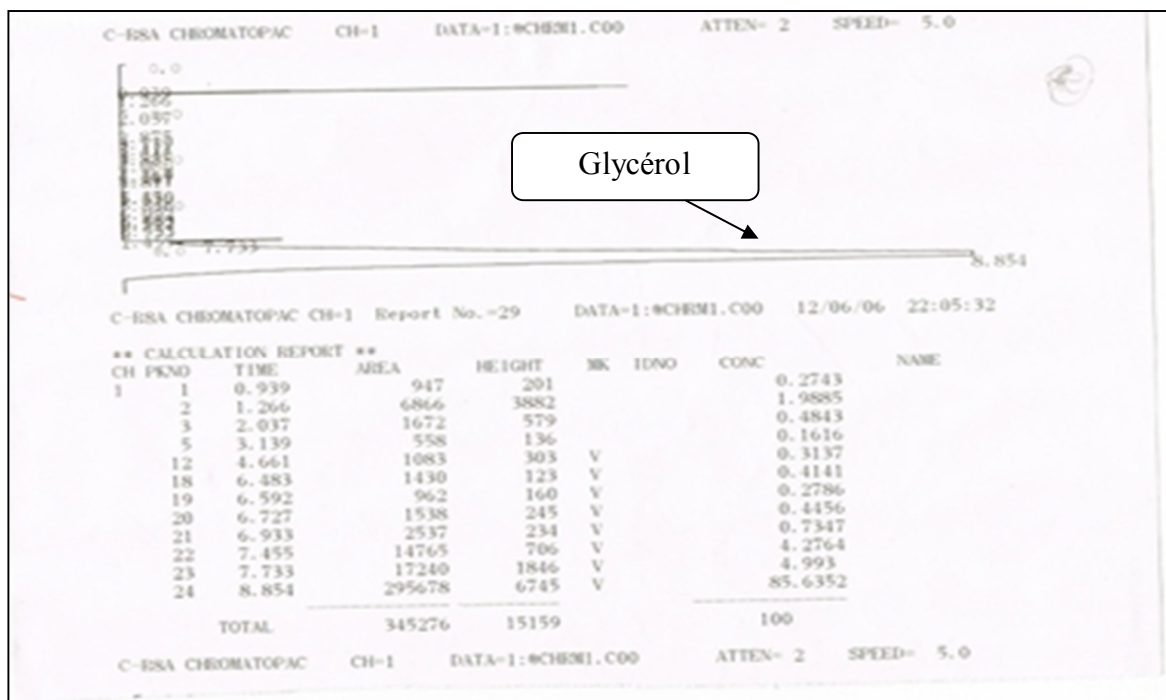 C-R8A CHROMATOPAC CH-1 DATA=1:@CHRM1.C00 ATTEN= 2 SPEED= 5.0
0.0
2
.266
.037
Glycérol
7.733
8.854
C-R8A CHROMATOPAC CH-1 Report No.=29 DATA=1:@CHRM1.C00 12/06/06 22:05:32
** CALCULATION REPORT **
CH PKNO TIME AREA HEIGHT MK IDNO CONC NAME
1 1 0.939 947 201 0.2743
2 1.266 6866 3882 1.9885
3 2.037 1672 579 0.4843
5 3.139 558 136 0.1616
12 4.661 1083 303 V 0.3137
18 6.483 1430 123 V 0.4141
19 6.592 962 160 V 0.2786
20 6.727 1538 245 V 0.4456
21 6.933 2537 234 V 0.7347
22 7.455 14765 706 V 4.2764
23 7.733 17240 1846 V 4.993
24 8.854 295678 6745 V 85.6352
TOTAL 345276 15159 100
C-R8A CHROMATOPAC CH-1 DATA=1:@CHRM1.C00 ATTEN= 2 SPEED= 5.0